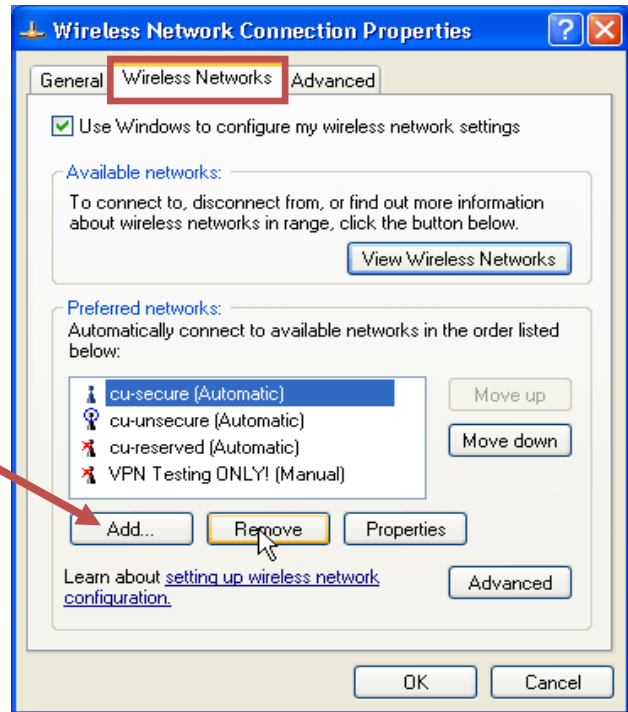 Wireless Network Connection Properties
?
General
Wireless Networks
Advanced
Use Windows to configure my wireless network settings
Available networks:
To connect to, disconnect from, or find out more information
about wireless networks in range, click the button below.
View Wireless Networks
Preferred networks:
Automatically connect to available networks in the order listed
below:
cu-secure (Automatic)
cu-unsecure (Automatic)
cu-reserved (Automatic)
VPN Testing ONLY! (Manual)
Move up
Move down
Add...
Remove
Properties
Learn about setting up wireless network
configuration.
Advanced
OK
Cancel